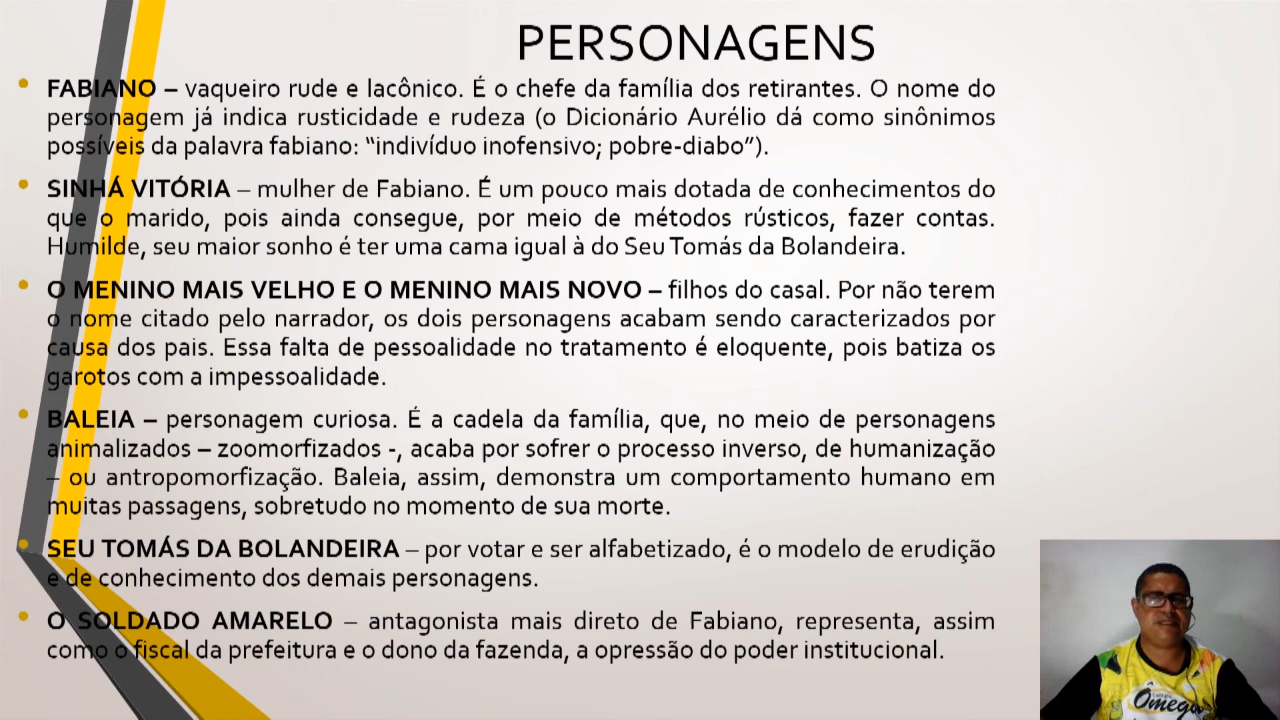 PERSONAGENS
• FABIANO – vaqueiro rude e lacônico. É o chefe da família dos retirantes. O nome do
personagem já indica rusticidade e rudeza (o Dicionário Aurélio dá como sinônimos
possíveis da palavra fabiano: “indivíduo inofensivo; pobre-diabo”).
• SINHÁ VITÓRIA – mulher de Fabiano. É um pouco mais dotada de conhecimentos do
que o marido, pois ainda consegue, por meio de métodos rústicos, fazer contas.
Humilde, seu maior sonho é ter uma cama igual à do Seu Tomás da Bolandeira.
• O MENINO MAIS VELHO E O MENINO MAIS NOVO – filhos do casal. Por não terem
o nome citado pelo narrador, os dois personagens acabam sendo caracterizados por
causa dos pais. Essa falta de pessoalidade no tratamento é eloquente, pois batiza os
garotos com a impessoalidade.
• BALEIA – personagem curiosa. É a cadela da família, que, no meio de personagens
animalizados – zoomorfizados -, acaba por sofrer o processo inverso, de humanização
– ou antropomorfização. Baleia, assim, demonstra um comportamento humano em
muitas passagens, sobretudo no momento de sua morte.
• SEU TOMÁS DA BOLANDEIRA – por votar e ser alfabetizado, é o modelo de erudição
e de conhecimento dos demais personagens.
• O SOLDADO AMARELO – antagonista mais direto de Fabiano, representa, assim
como o fiscal da prefeitura e o dono da fazenda, a opressão do poder institucional.
Ômega